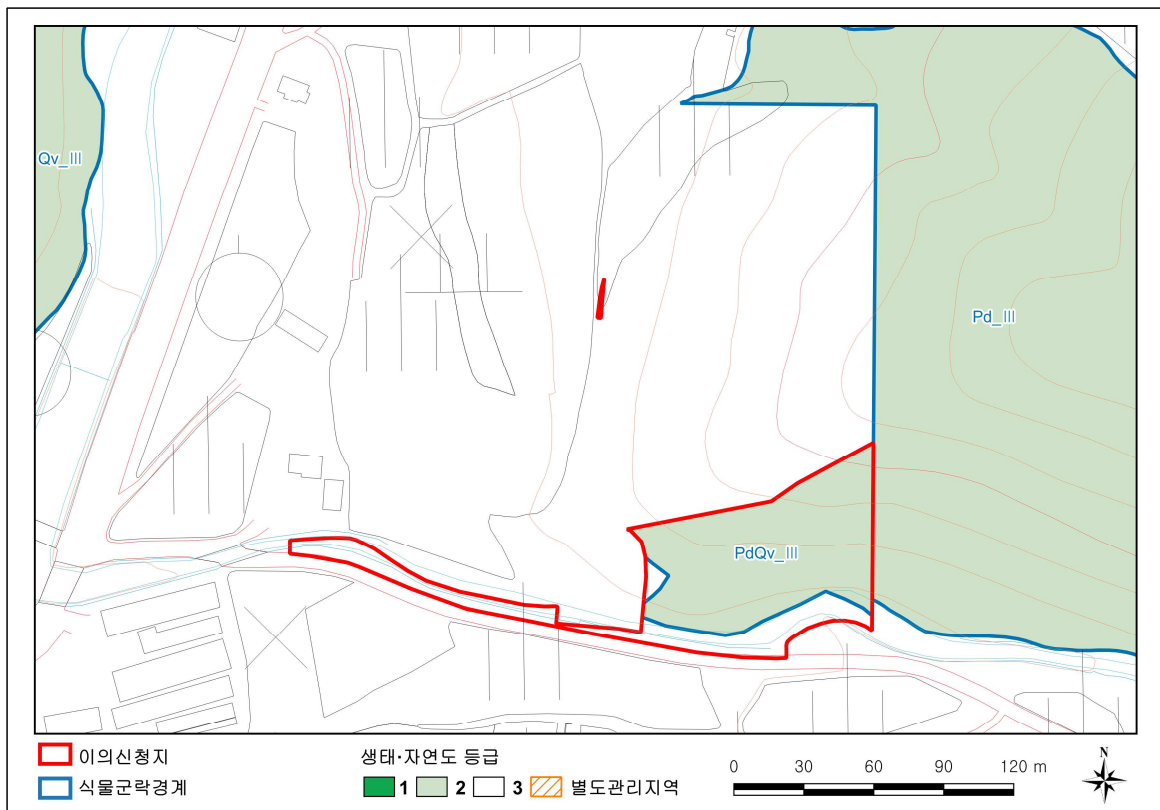 Qv_III
Pd_III
PdQv_III
이의신청지
식물군락경계
생태·자연도 등급
1 2 3 별도관리지역
0 30 60 90 120 m
N